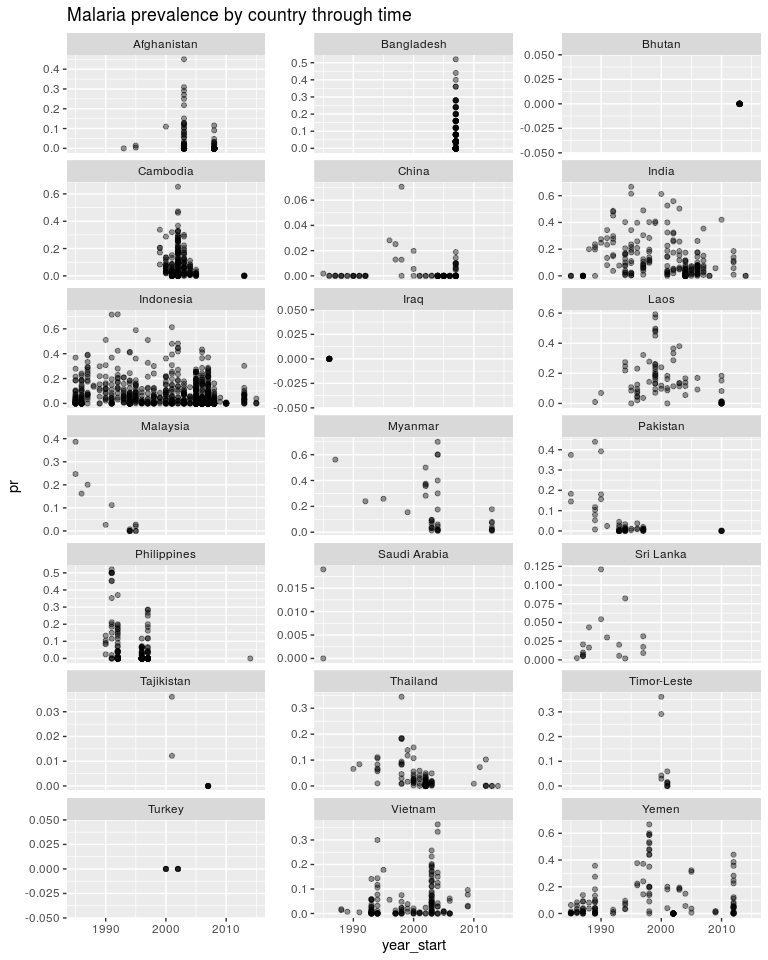 Malaria prevalence by country through time
Afghanistan Bangladesh Bhutan
0.4 0.3 0.2 0.1 0.0
0.5 0.4 0.3 0.2 0.1 0.0
0.050 0.025 0.000 -0.025 -0.050
Cambodia China India
0.6 0.4 0.2 0.0
0.06 0.04 0.02 0.00
0.6 0.4 0.2 0.0
Indonesia Iraq Laos
0.6 0.4 0.2 0.0
0.050 0.025 0.000 -0.025 -0.050
0.6 0.4 0.2 0.0
Malaysia Myanmar Pakistan
0.4 0.3 0.2 0.1 0.0
0.6 0.4 0.2 0.0
0.4 0.3 0.2 0.1 0.0
pr
Philippines Saudi Arabia Sri Lanka
0.5 0.4 0.3 0.2 0.1 0.0
0.015 0.010 0.005 0.000
0.125 0.100 0.075 0.050 0.025 0.000
Tajikistan Thailand Timor-Leste
0.03 0.02 0.01 0.00
0.3 0.2 0.1 0.0
0.3 0.2 0.1 0.0
Turkey Vietnam Yemen
0.050 0.025 0.000 -0.025 -0.050
0.3 0.2 0.1 0.0
0.6 0.4 0.2 0.0
1990 2000 2010 1990 2000 2010 1990 2000 2010
year_start